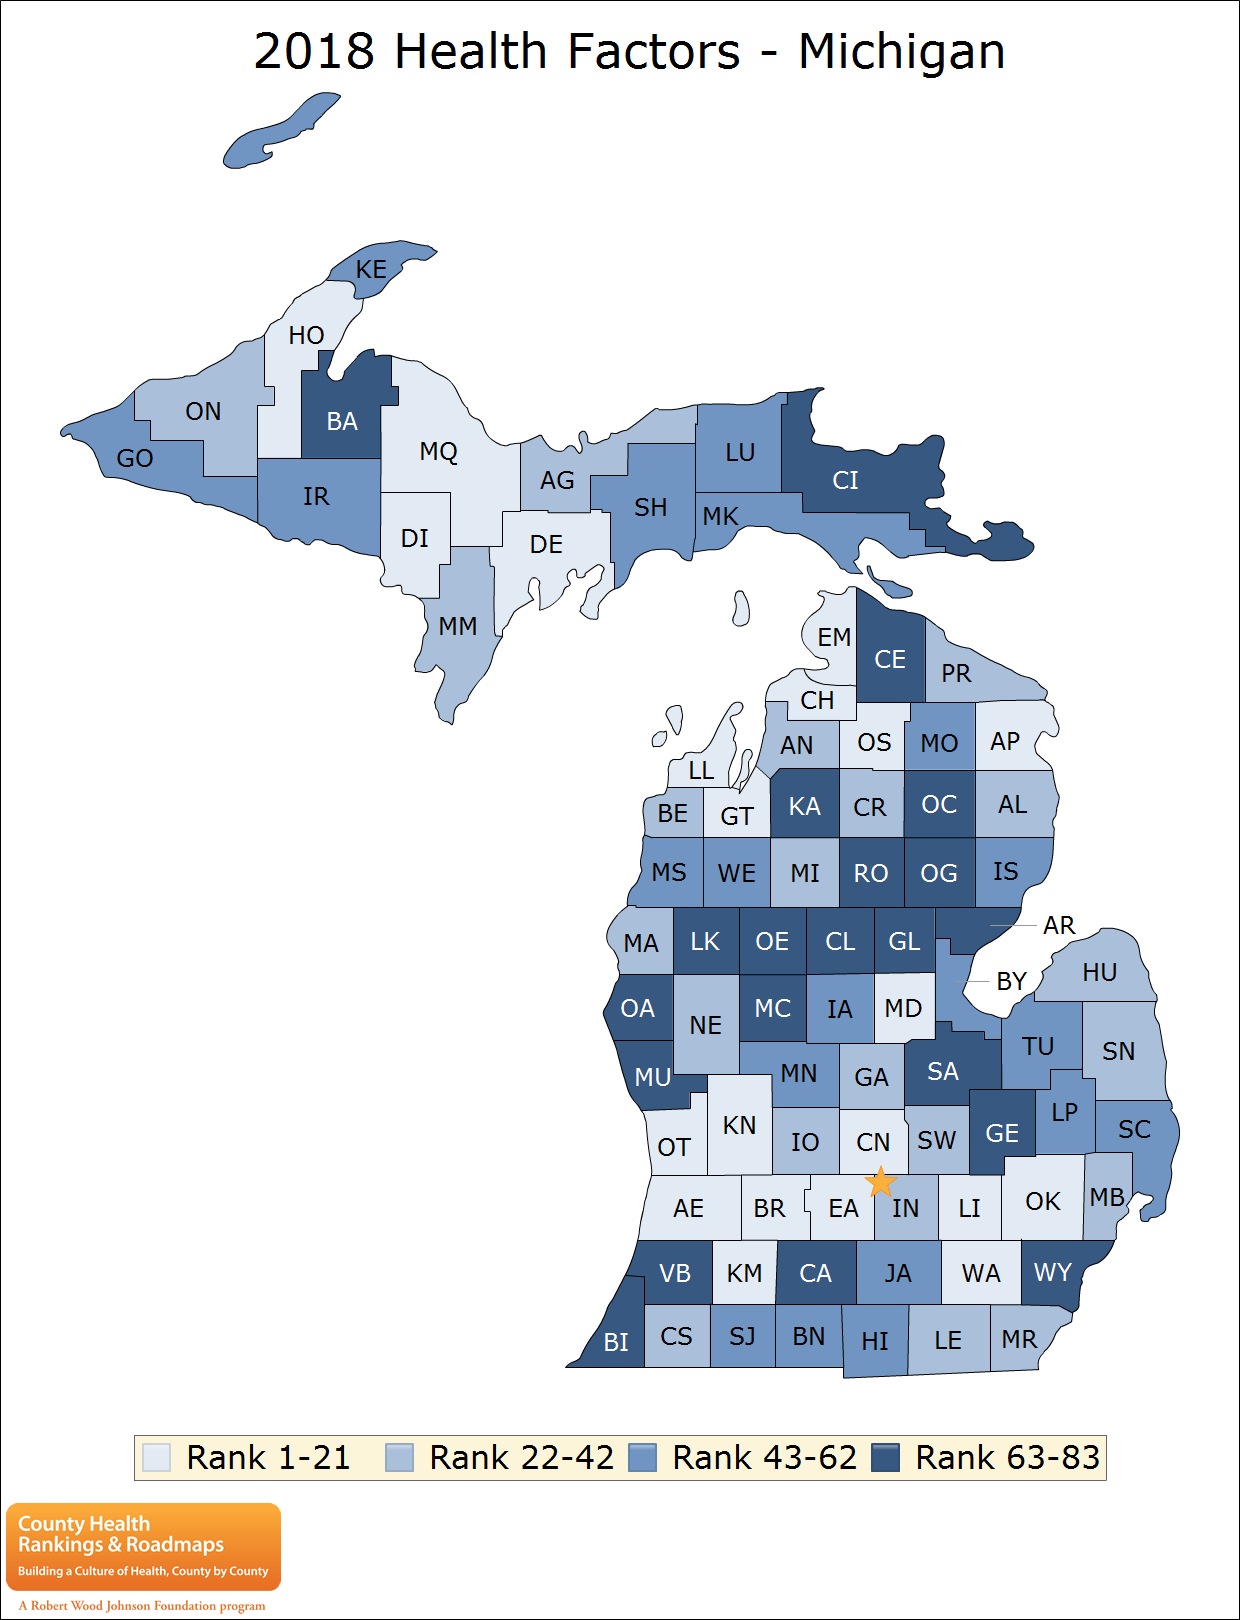 2018 Health Factors - Michigan
KE
HO
ON
BA
GO
MQ
LU
IR
AG
CI
SH
MK
DI
DE
MM
EM
CE
PR
CH
AN
OS
MO
AP
LL
BE
GT
KA
CR
OC
AL
MS
WE
MI
RO
OG
IS
AR
MA
LK
OE
CL
GL
HU
BY
OA
NE
MC
IA
MD
TU
SN
MU
MN
GA
SA
LP
KN
OT
IO
CN
SW
GE
SC
AE
BR
EA
IN
LI
OK
MB
VB
KM
CA
JA
WA
WY
BI
CS
SJ
BN
HI
LE
MR
Rank 1-21 Rank 22-42 Rank 43-62 Rank 63-83
County Health
Rankings & Roadmaps
Building a Culture of Health, County by County
A Robert Wood Johnson Foundation program